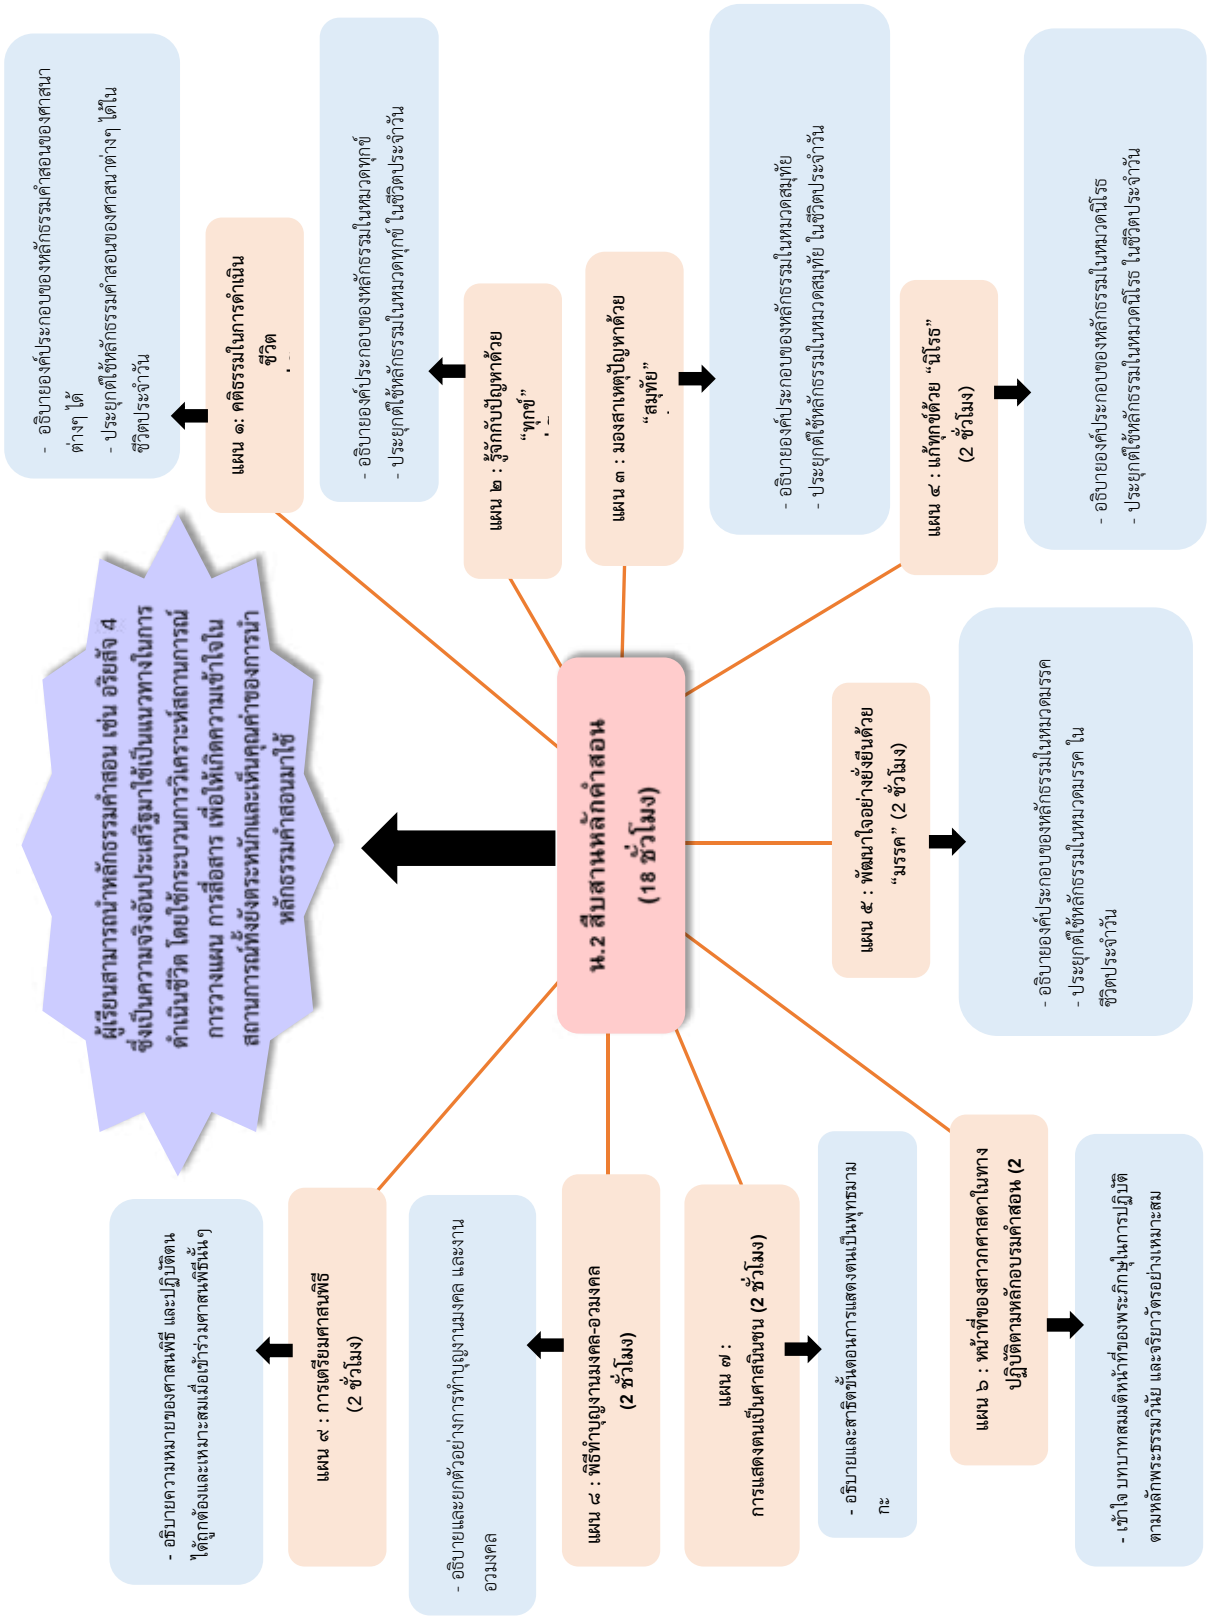 ผู้เรียนสามารถนำหลักธรรมคำสอน เช่น อริยสัจ 4
ซึ่งเป็นความจริงอันประเสริฐมาใช้เป็นแนวทางในการ
ดำเนินชีวิต โดยใช้กระบวนการวิเคราะห์สถานการณ์
การวางแผน การสื่อสาร เพื่อให้เกิดความเข้าใจใน
สถานการณ์ทั้งยังตระหนักและเห็นคุณค่าของการนำ
หลักธรรมคำสอนมาใช้
น.2 สืบสานหลักคำสอน
(18 ชั่วโมง)
แผน ๑: คติธรรมในการดำเนิน
ชีวิต
- อธิบายองค์ประกอบของหลักธรรมคำสอนของศาสนา
ต่างๆ ได้
- ประยุกต์ใช้หลักธรรมคำสอนของศาสนาต่างๆ ได้ใน
ชีวิตประจำวัน
แผน ๒ : รู้จักกับปัญหาด้วย
“ทุกข์”
- อธิบายองค์ประกอบของหลักธรรมในหมวดทุกข์
- ประยุกต์ใช้หลักธรรมในหมวดทุกข์ ในชีวิตประจำวัน
แผน ๓ : มองสาเหตุปัญหาด้วย
“สมุทัย”
- อธิบายองค์ประกอบของหลักธรรมในหมวดสมุทัย
- ประยุกต์ใช้หลักธรรมในหมวดสมุทัย ในชีวิตประจำวัน
แผน ๔ : แก้ทุกข์ด้วย “นิโรธ”
(2 ชั่วโมง)
- อธิบายองค์ประกอบของหลักธรรมในหมวดนิโรธ
- ประยุกต์ใช้หลักธรรมในหมวดนิโรธ ในชีวิตประจำวัน
แผน ๕ : พัฒนาใจอย่างยั่งยืนด้วย
“มรรค” (2 ชั่วโมง)
- อธิบายองค์ประกอบของหลักธรรมในหมวดมรรค
- ประยุกต์ใช้หลักธรรมในหมวดมรรค ใน
ชีวิตประจำวัน
แผน ๖ : หน้าที่ของสาวกศาสดาในทาง
ปฏิบัติตามหลักอบรมคำสอน (2
- เข้าใจ บทบาทสมมติหน้าที่ของพระภิกษุในการปฏิบัติ
ตามหลักพระธรรมวินัย และจริยาวัตรอย่างเหมาะสม
แผน ๗ :
การแสดงตนเป็นศาสนินชน (2 ชั่วโมง)
- อธิบายและสาธิตขั้นตอนการแสดงตนเป็นพุทธมาม
กะ
แผน ๘ : พิธีทำบุญงานมงคล-อวมงคล
(2 ชั่วโมง)
- อธิบายและยกตัวอย่างการทำบุญงานมงคล และงาน
อวมงคล
แผน ๙ : การเตรียมศาสนพิธี
(2 ชั่วโมง)
- อธิบายความหมายของศาสนพิธี และปฏิบัติตน
ได้ถูกต้องและเหมาะสมเมื่อเข้าร่วมศาสนพิธีนั้นๆ